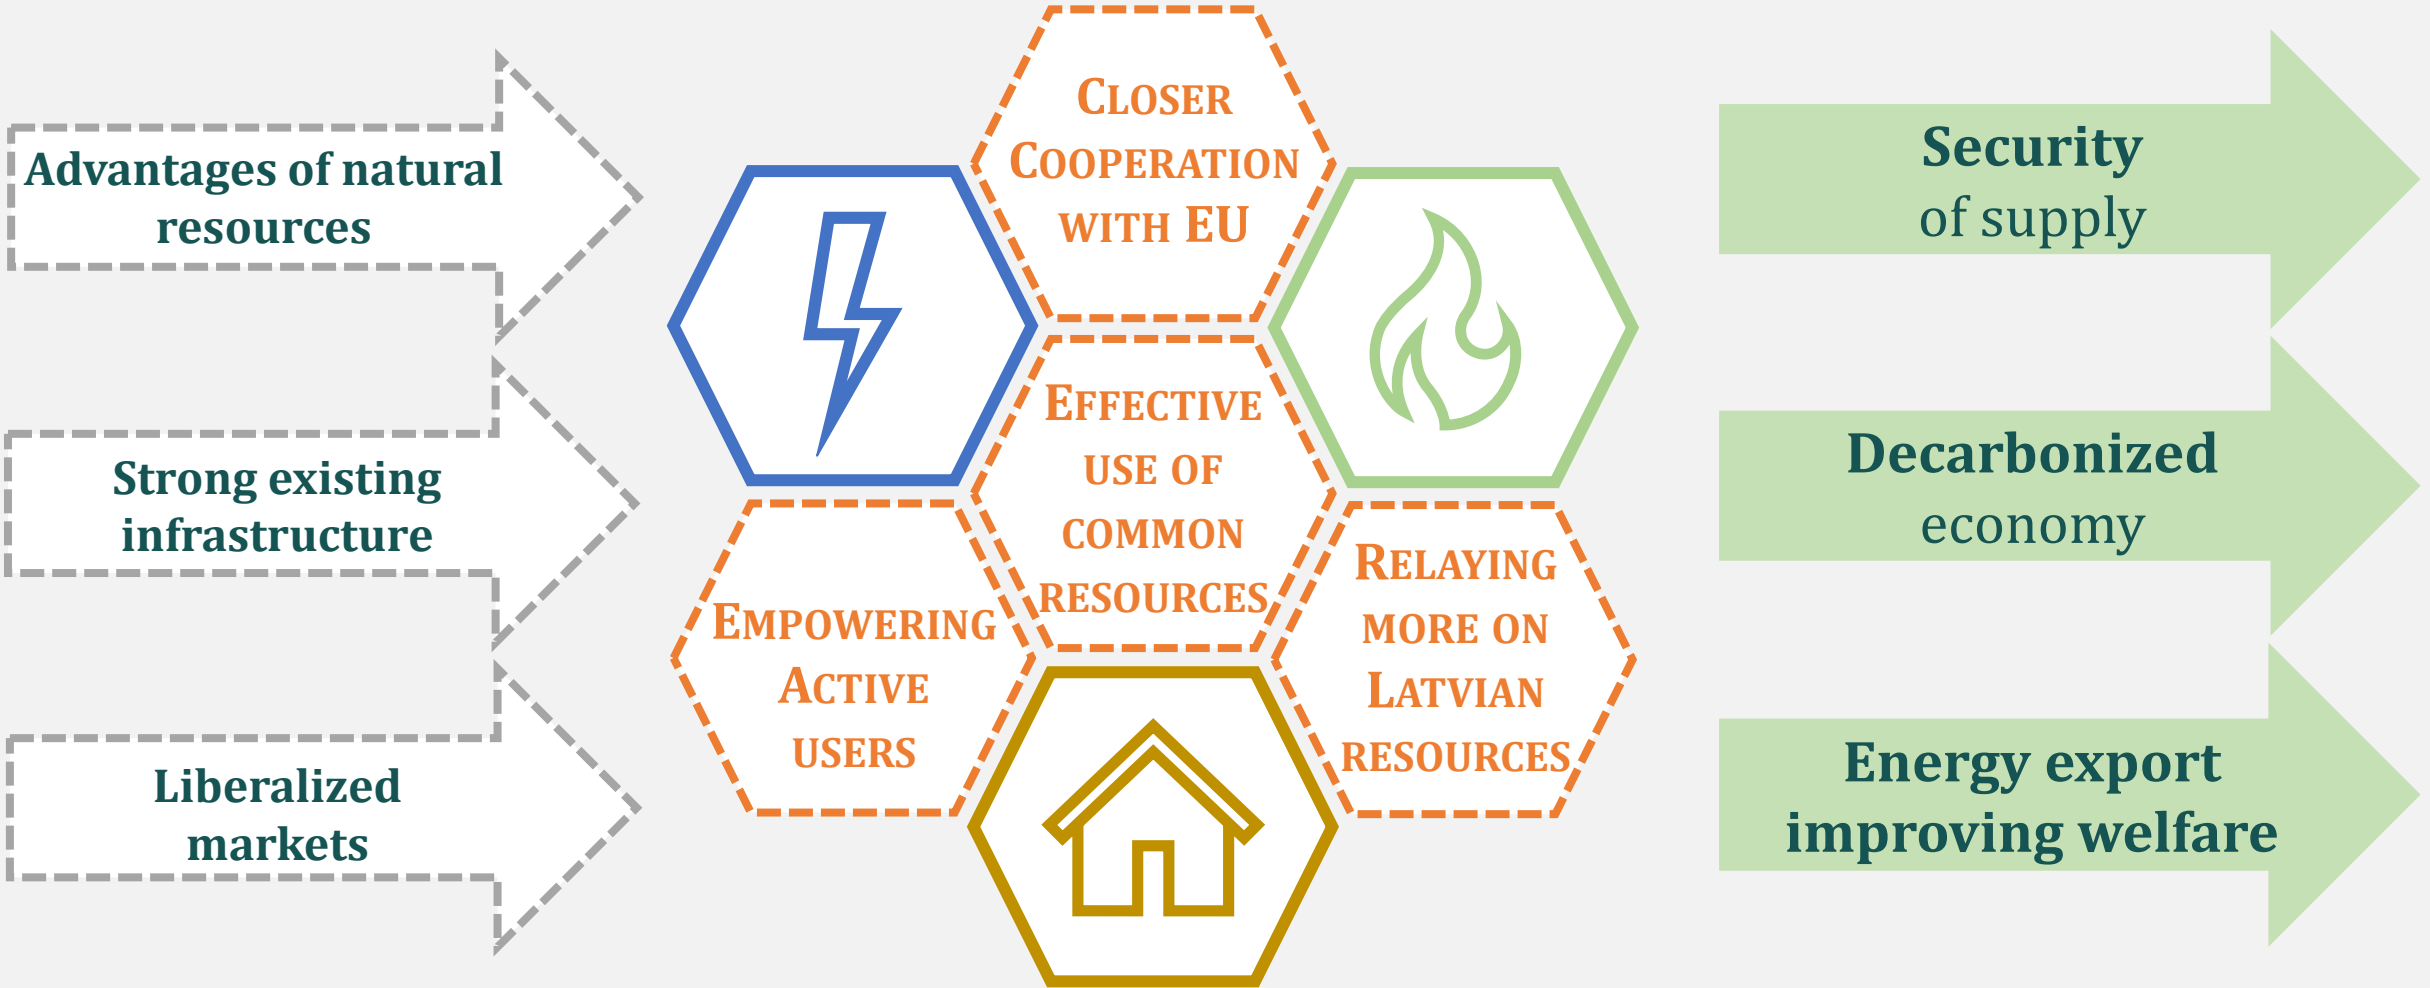 Advantages of natural
resources
Strong existing
infrastructure
Liberalized
markets
CLOSER
COOPERATION
WITH EU
EFFECTIVE
USE OF
COMMON
RESOURCES
EMPOWERING
ACTIVE
USERS
RELAYING
MORE ON
LATVIAN
RESOURCES
Security
of supply
Decarbonized
economy
Energy export
improving welfare